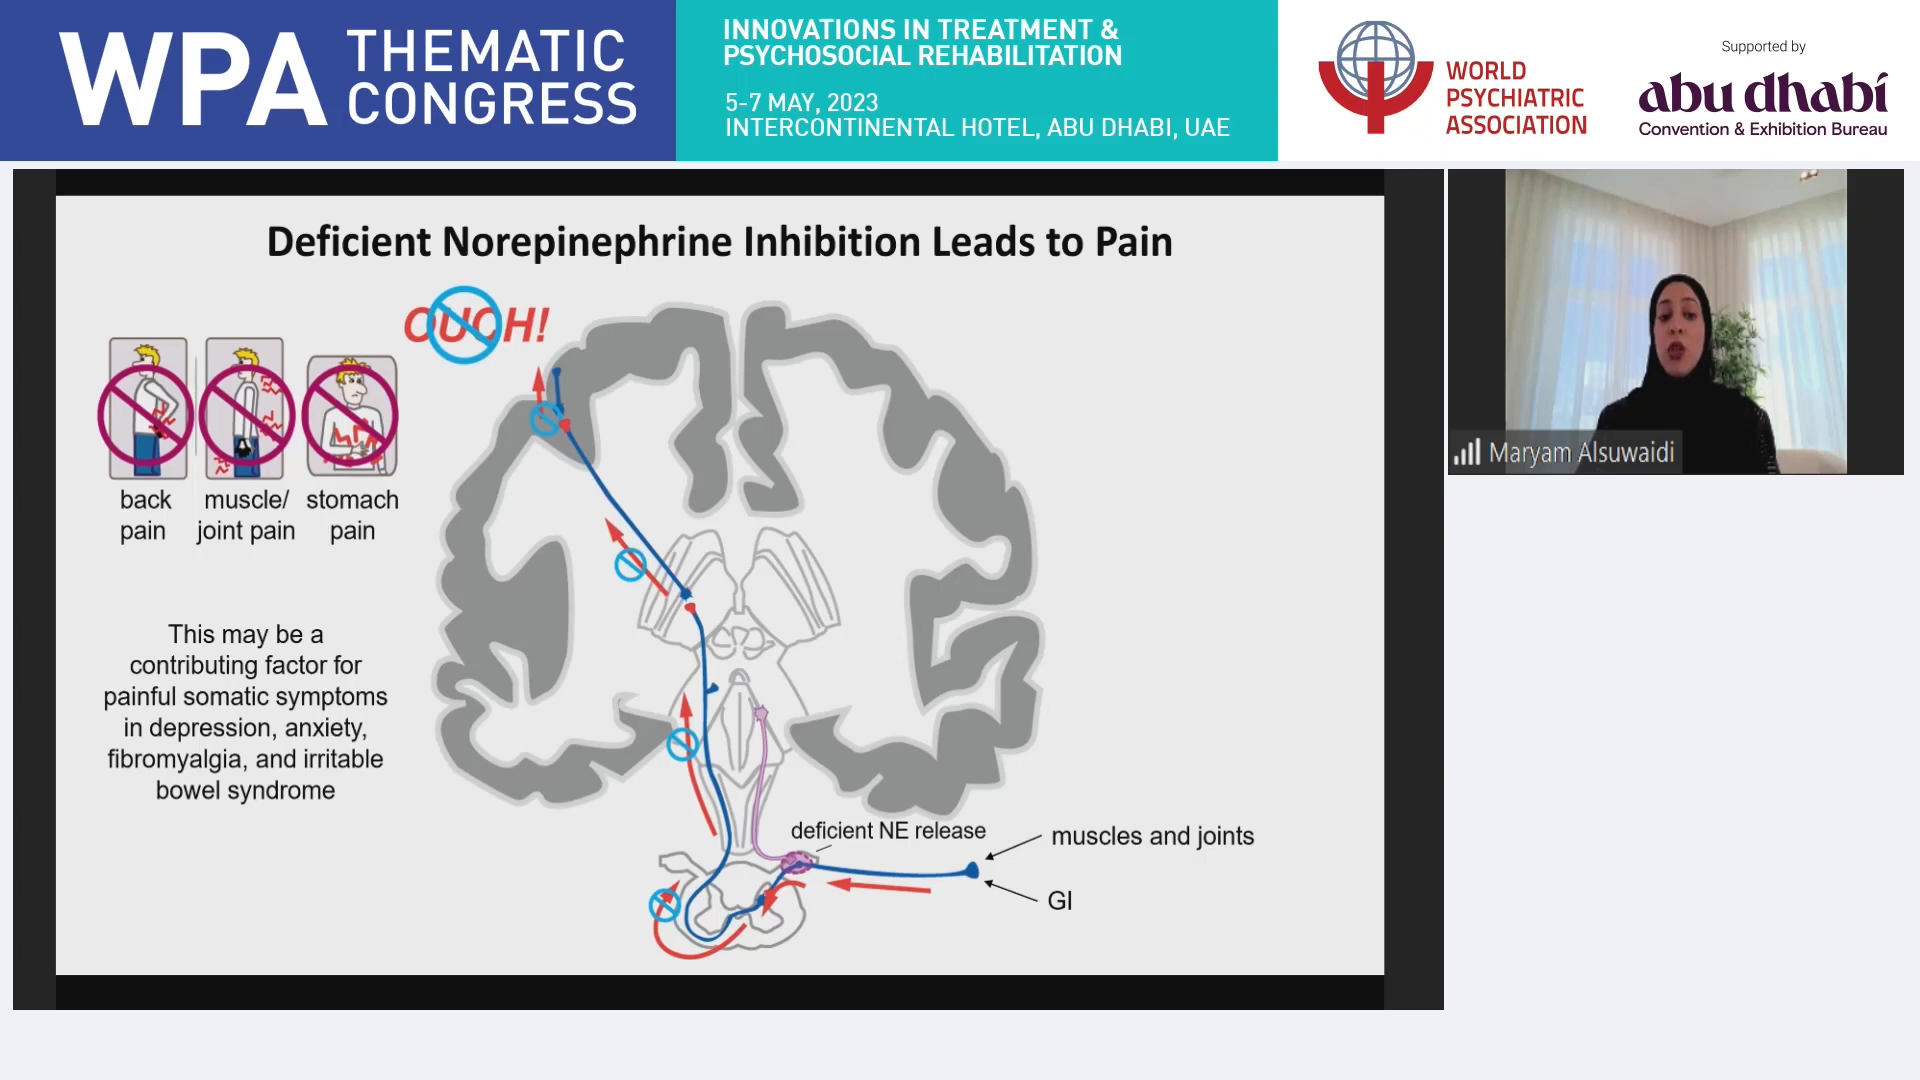 WPA THEMATIC
CONGRESS
INNOVATIONS IN TREATMENT &
PSYCHOSOCIAL REHABILITATION
5-7 MAY, 2023
INTERCONTINENTAL HOTEL, ABU DHABI, UAE
WORLD
PSYCHIATRIC
ASSOCIATION
Supported by
abu dhabi
Convention & Exhibition Bureau
Deficient Norepinephrine Inhibition Leads to Pain
OUCH!
back
pain
muscle/
joint pain
stomach
pain
This may be a
contributing factor for
painful somatic symptoms
in depression, anxiety,
fibromyalgia, and irritable
bowel syndrome
deficient NE release
muscles and joints
GI
Maryam Alsuwaidi